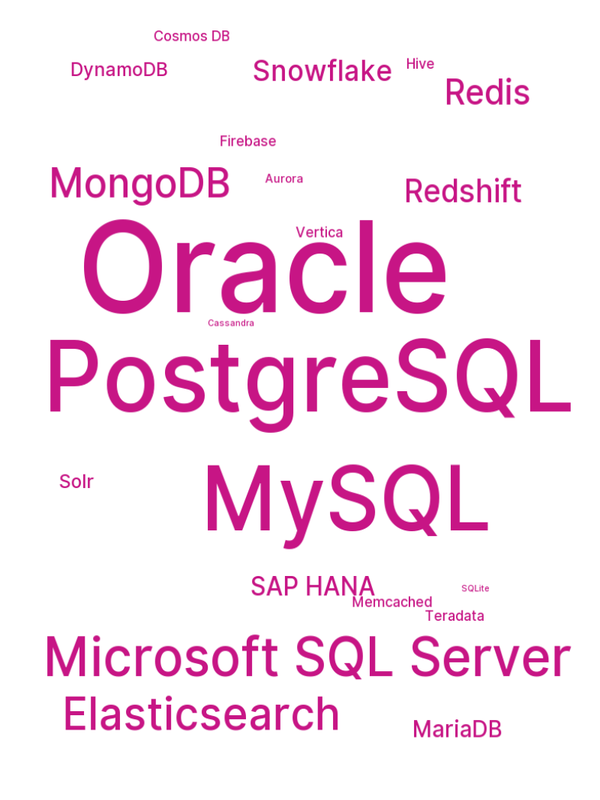 Cosmos DB
DynamoDB
Snowflake
Hive
Redis
Firebase
MongoDB
Aurora
Redshift
Vertica
Oracle
Cassandra
PostgreSQL
Solr
MySQL
SAP HANA
SQLite
Memcached
Teradata
Microsoft SQL Server
Elasticsearch
MariaDB